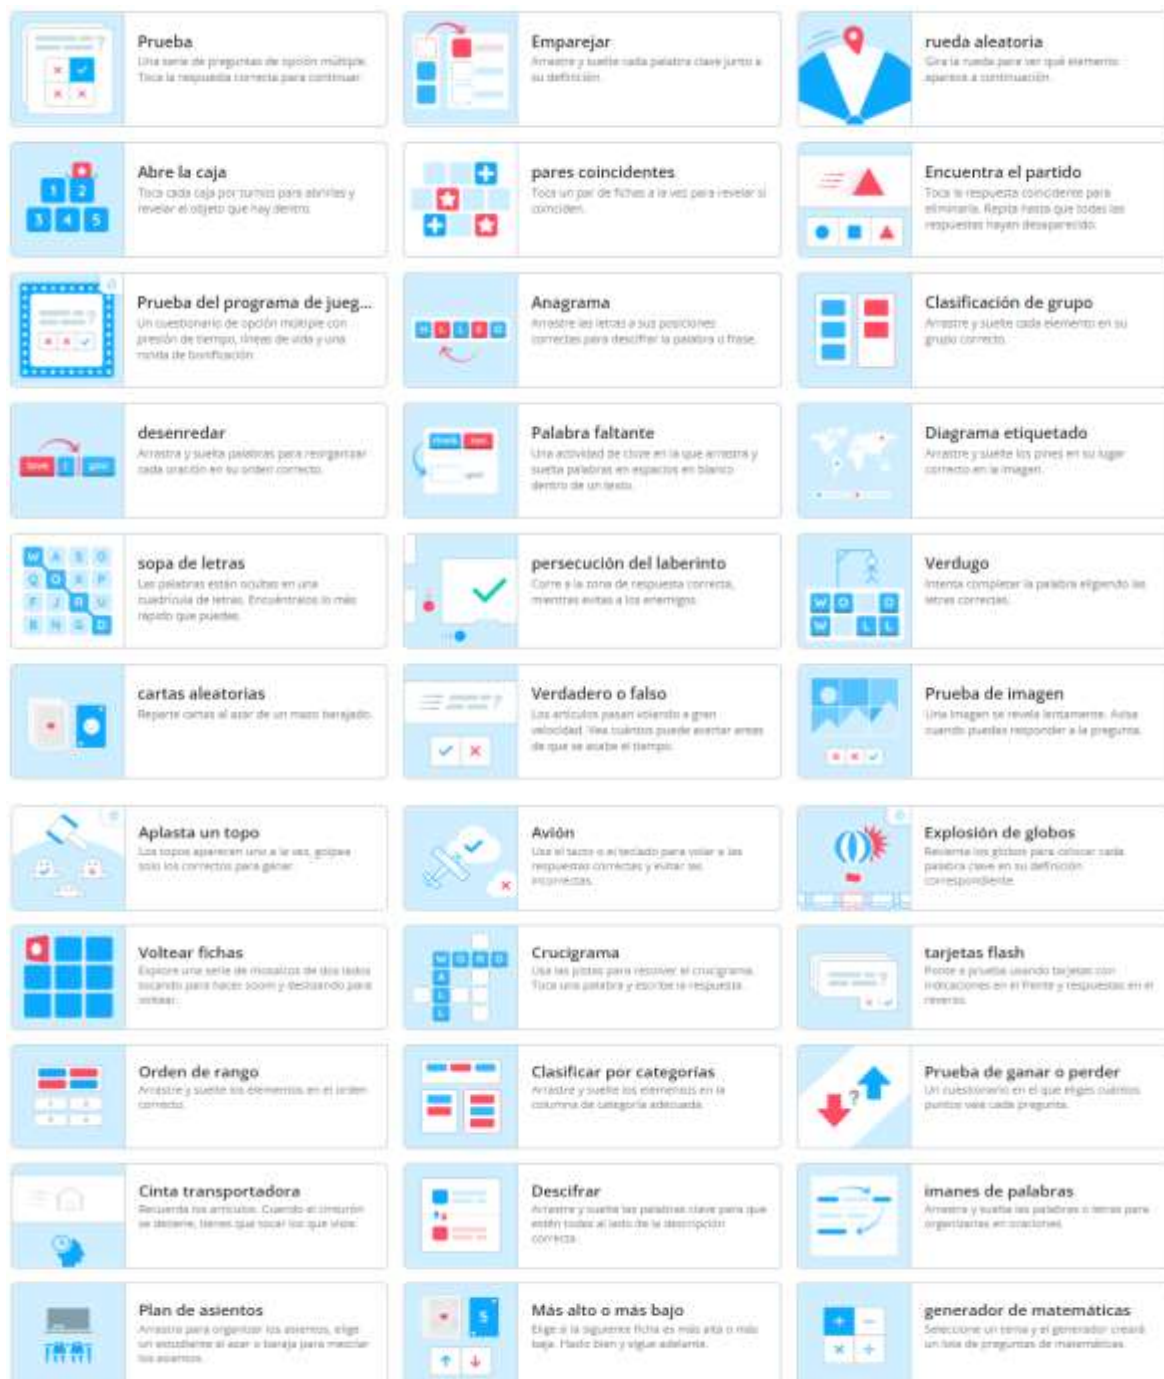 Prueba
Una serie de preguntas de opción múltiple.
Toca la respuesta correcta para continuar.
Emparejar
Arrastre y suelte cada palabra clave junto a
su definición.
rueda aleatoria
Gira la rueda para ver qué elemento
aparece a continuación.
Abre la caja
Toca cada caja por turnos para abrirlas y
revelar el objeto que hay dentro.
1 2
3 4 5
pares coincidentes
Toca un par de fichas a la vez para revelar si
coinciden.
Encuentra el partido
Toca la respuesta coincidente para
eliminarla. Repita hasta que todas las
respuestas hayan desaparecido.
Prueba del programa de jueg...
Un cuestionario de opción múltiple con
presión de tiempo, líneas de vida y una
ronda de bonificación.
Anagrama
Arrastre las letras a sus posiciones
correctas para descifrar la palabra o frase.
Clasificación de grupo
Arrastre y suelte cada elemento en su
grupo correcto.
desenredar
Arrastra y suelta palabras para reorganizar
cada oración en su orden correcto.
Palabra faltante
Una actividad de cloze en la que arrastra y
suelta palabras en espacios en blanco
dentro de un texto.
Diagrama etiquetado
Arrastre y suelte los pines en su lugar
correcto en la imagen.
sopa de letras
Las palabras están ocultas en una
cuadrícula de letras. Encuéntralos lo más
rápido que puedas.
persecución del laberinto
Corre a la zona de respuesta correcta,
mientras evitas a los enemigos.
Verdugo
Intenta completar la palabra eligiendo las
letras correctas.
W O O
W L L
cartas aleatorias
Reparte cartas al azar de un mazo barajado.
Verdadero o falso
Los artículos pasan volando a gran
velocidad. Vea cuántos puede acertar antes
de que se acabe el tiempo.
Prueba de imagen
Una imagen se revela lentamente. Avisa
cuando puedas responder a la pregunta.
Aplasta un topo
Los topos aparecen uno a la vez, golpea
solo los correctos para ganar.
Avión
Usa el tacto o el teclado para volar a las
respuestas correctas y evitar las
incorrectas.
Explosión de globos
Reviente los globos para colocar cada
palabra clave en su definición
correspondiente.
Voltear fichas
Explore una serie de mosaicos de dos lados
tocando para hacer zoom y deslizando para
voltear.
Crucigrama
Usa las pistas para resolver el crucigrama.
Toca una palabra y escribe la respuesta.
W O R D
A
L
L
tarjetas flash
Ponte a prueba usando tarjetas con
indicaciones en el frente y respuestas en el
reverso.
Orden de rango
Arrastre y suelte los elementos en el orden
correcto.
Clasificar por categorías
Arrastre y suelte los elementos en la
columna de categoría adecuada.
Prueba de ganar o perder
Un cuestionario en el que eliges cuántos
puntos vale cada pregunta.
Cinta transportadora
Recuerda los artículos. Cuando el cinturón
se detiene, tienes que tocar los que viste.
Descifrar
Arrastre y suelte las palabras clave para que
estén todas al lado de la descripción
correcta.
imanes de palabras
Arrastra y suelta las palabras o letras para
organizarlas en oraciones.
Plan de asientos
Arrastra para organizar los asientos, elige
un estudiante al azar o baraja para mezclar
los asientos.
Más alto o más bajo
Elige si la siguiente ficha es más alta o más
baja. Hazlo bien y sigue adelante.
5
generador de matemáticas
Seleccione un tema y el generador creará
un lote de preguntas de matemáticas.